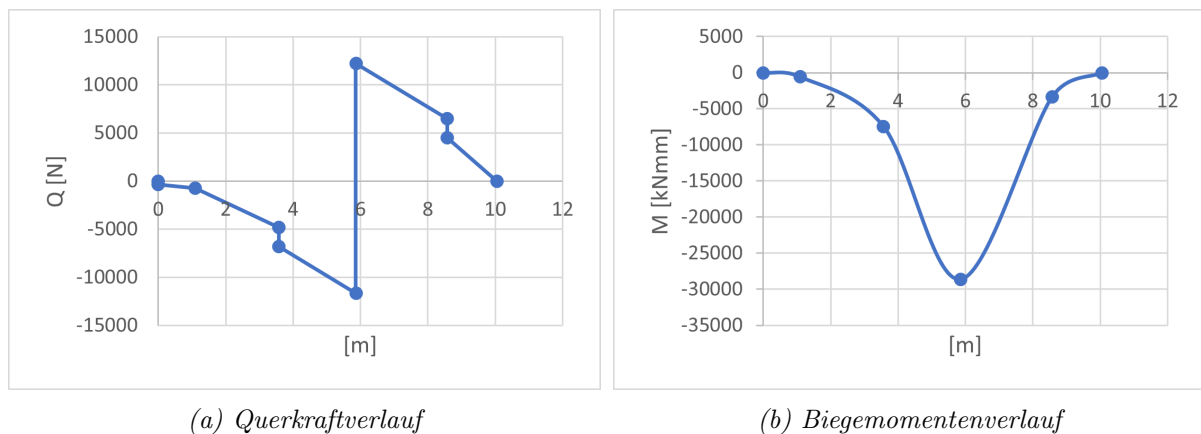 15000
10000
5000
0
-5000
-10000
-15000
0 2 4 6 8 10 12
Q [N]
[m]
(a) Querkraftverlauf
5000
0
-5000
-10000
-15000
-20000
-25000
-30000
-35000
0 2 4 6 8 10 12
M [kNmm]
[m]
(b) Biegemomentenverlauf